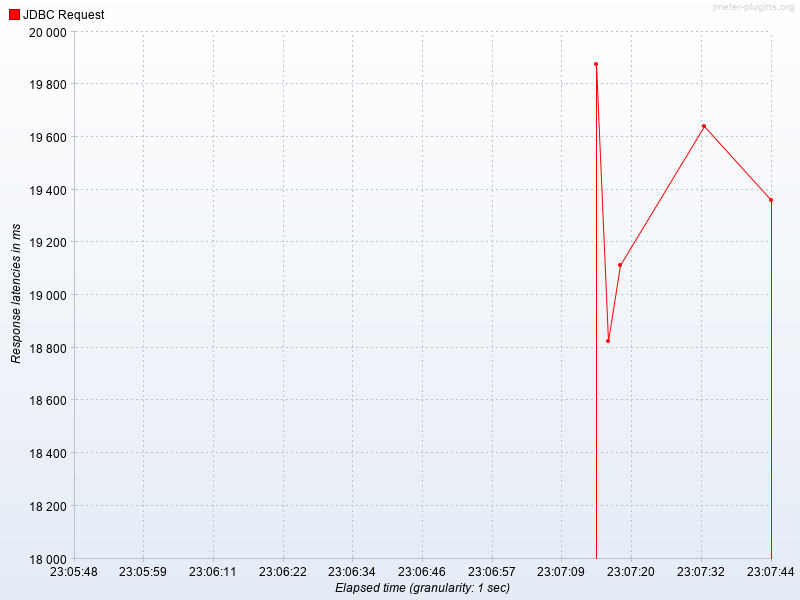 jmeter-plugins.org
JDBC Request
20 000
19 800
19 600
19 400
19 200
19 000
18 800
18 600
18 400
18 200
18 000
Response latencies in ms
23:05:48 23:05:59 23:06:11 23:06:22 23:06:34 23:06:46 23:06:57 23:07:09 23:07:20 23:07:32 23:07:44
Elapsed time (granularity: 1 sec)